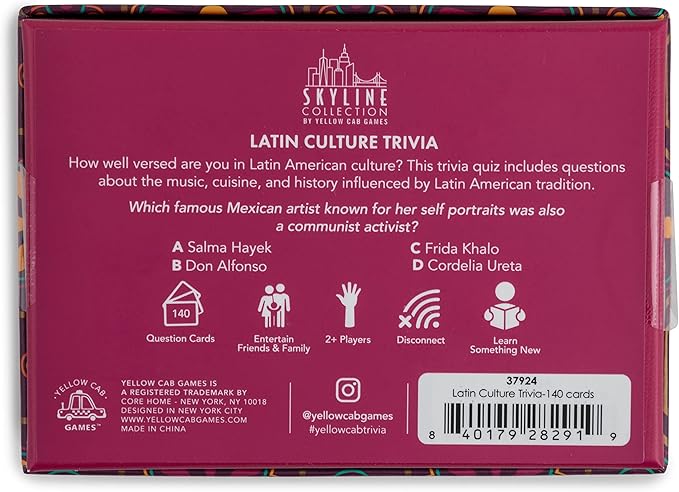 SKYLINE
COLLECTION
BY YELLOW CAB GAMES
LATIN CULTURE TRIVIA
How well versed are you in Latin American culture? This trivia quiz includes questions
about the music, cuisine, and history influenced by Latin American tradition.
Which famous Mexican artist known for her self portraits was also
a communist activist?
A Salma Hayek
B Don Alfonso
C Frida Khalo
D Cordelia Ureta
140
Question Cards
Entertain
Friends & Family
2+ Players
Disconnect
Learn
Something New
YELLOW CAB
GAMES™
YELLOW CAB GAMES IS
A REGISTERED TRADEMARK BY
CORE HOME - NEW YORK, NY 10018
DESIGNED IN NEW YORK CITY
WWW.YELLOWCABGAMES.COM
MADE IN CHINA
@yellowcabgames
#yellowcabtrivia
37924
Latin Culture Trivia-140 cards
8 40179 28291 9